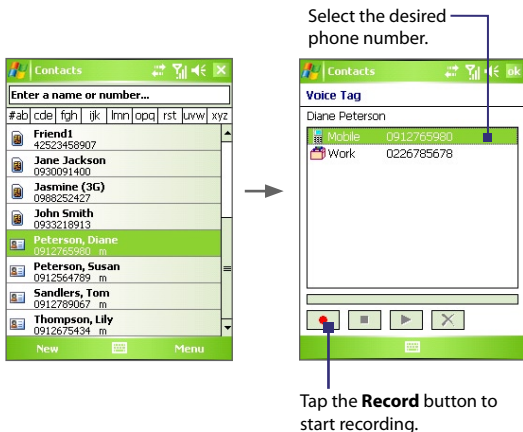 Select the desired
phone number.
Contacts
Enter a name or number...
#ab cde fgh ijk lmn opq rst uvw xyz
Friend1
42523458907
Jane Jackson
0930091400
Jasmine (3G)
0988252427
John Smith
0933218913
Peterson, Diane
0912765980 m
Peterson, Susan
0912564789 m
Sandlers, Tom
0912789067 m
Thompson, Lily
0912675434 m
New Menu
Contacts ok
Voice Tag
Diane Peterson
Mobile 0912765980
Work 0226785678
Tap the Record button to
start recording.